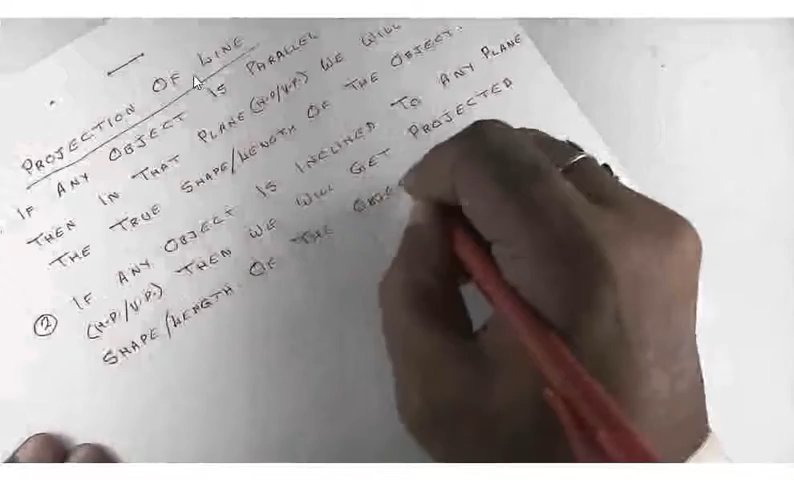 PROJECTION OF LINE
IF ANY OBJECT IS PARALLEL
THEN IN THAT PLANE (H.P/V.P.) WE WILL
THE TRUE SHAPE/LENGTH OF THE OBJECT.
② IF ANY OBJECT IS INCLINED TO ANY PLANE
(H.P./V.P.) THEN WE WILL GET PROJECTED
SHAPE/LENGTH OF THE OBJE